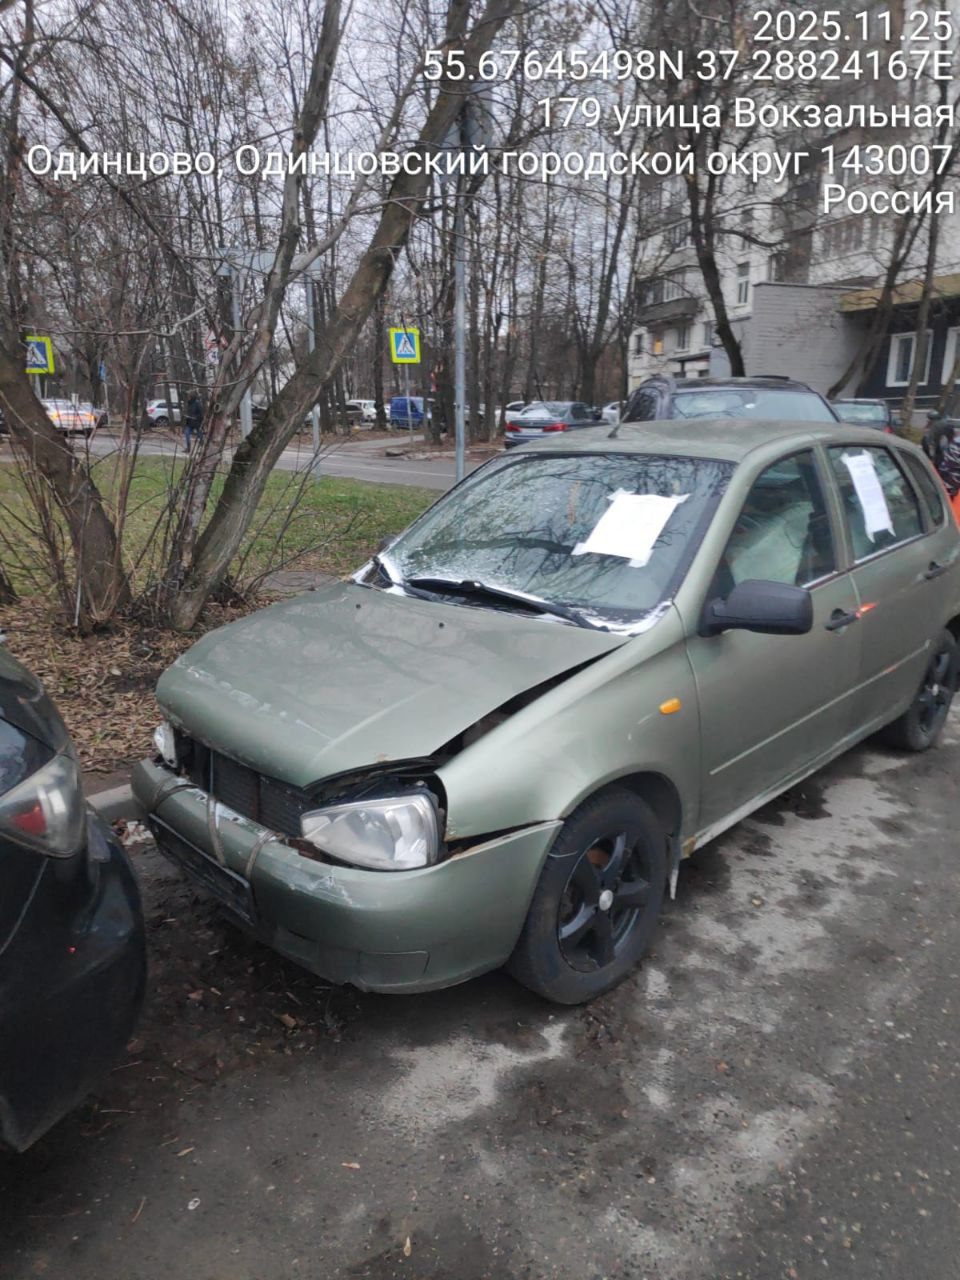 2025.11.25
55.67645498N 37.28824167E
179 улица Вокзальная
Одинцово, Одинцовский городской округ 143007
Россия